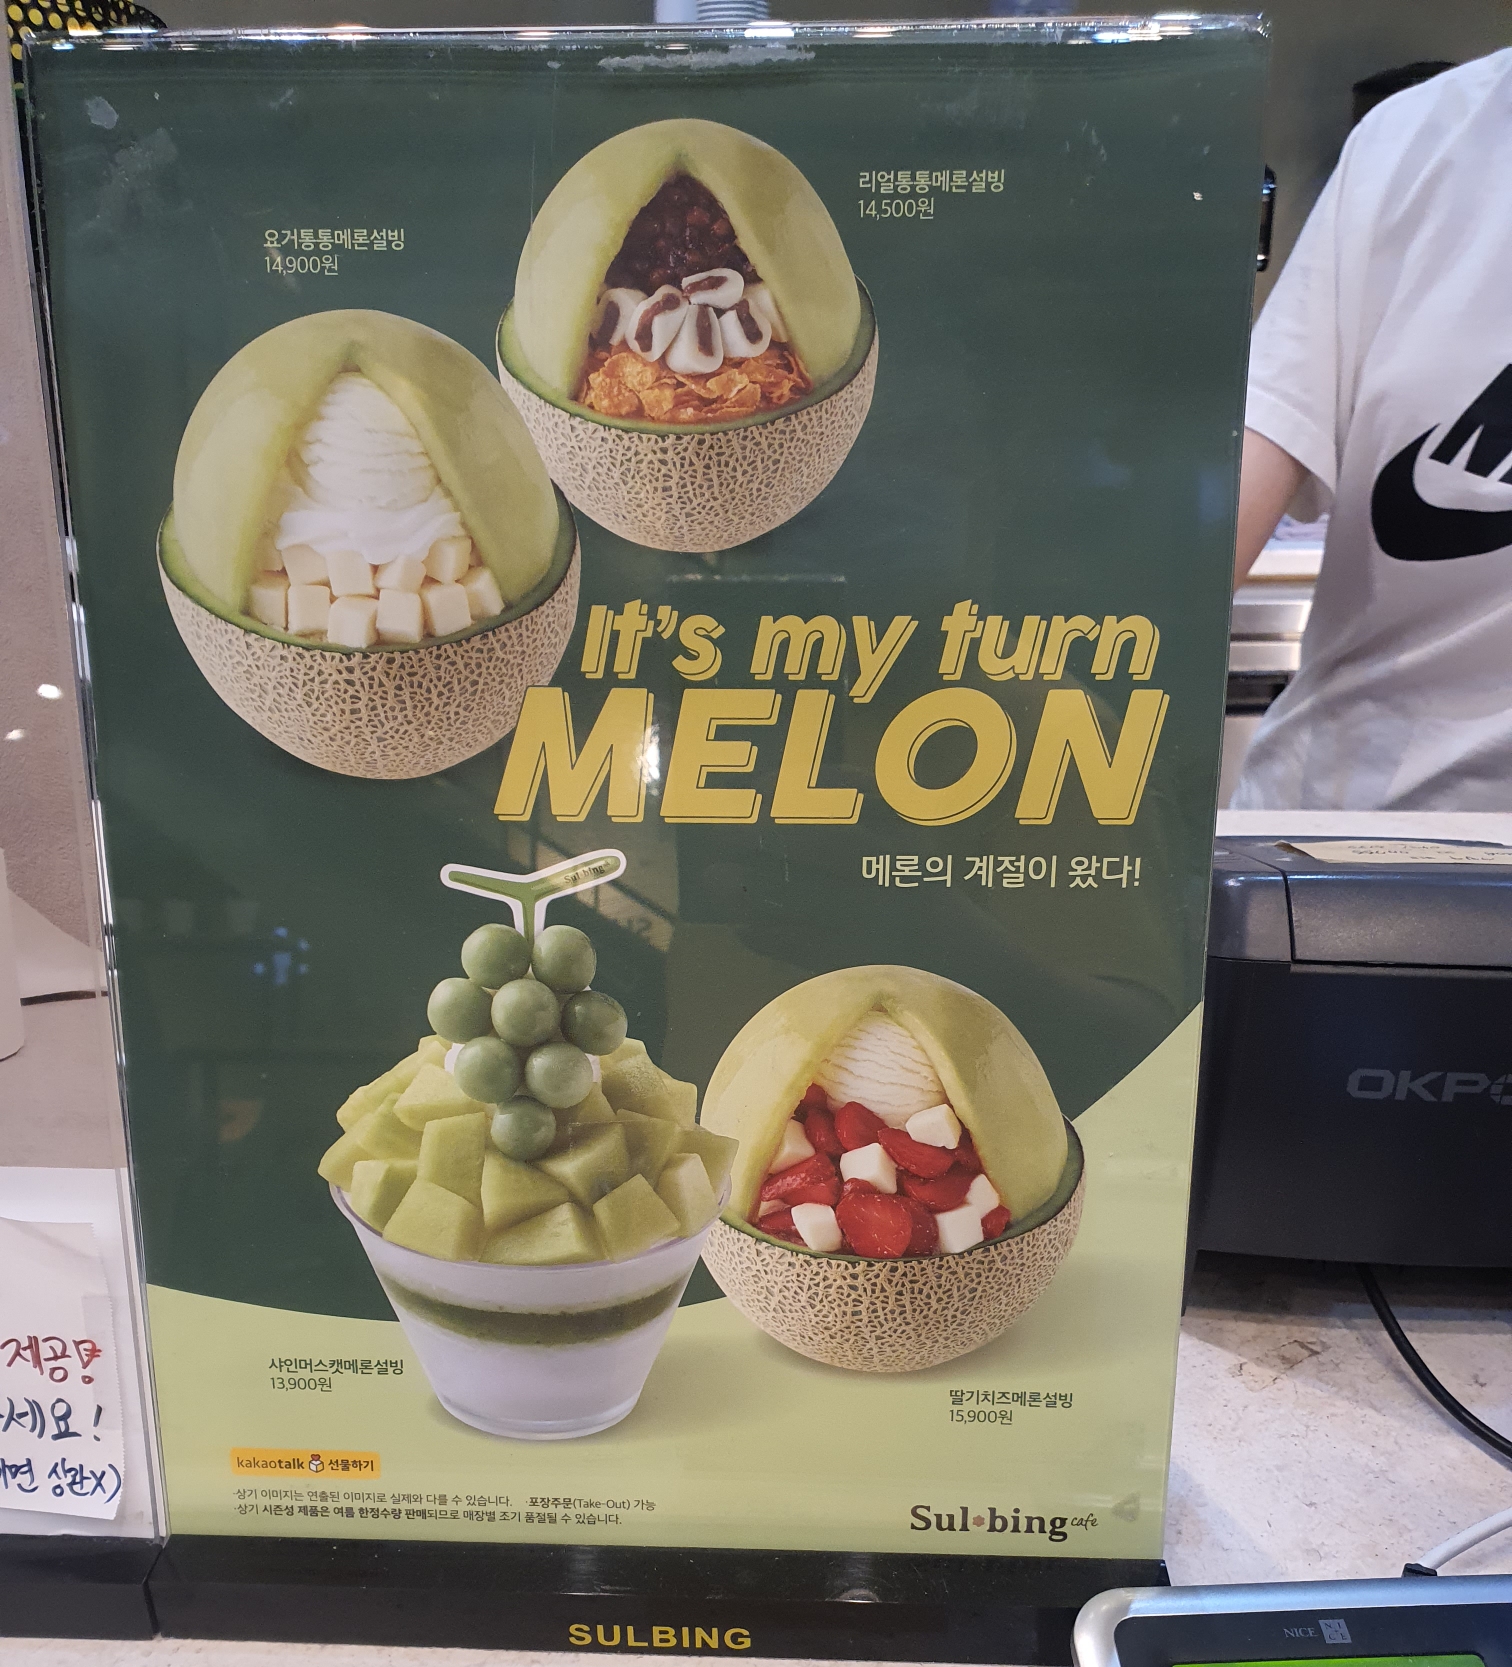 리얼통통메론설빙
14,500원
요거통통메론설빙
14,900원
It's my turn
MELON
메론의 계절이 왔다!
Sul bing
샤인머스캣메론설빙
13,900원
딸기치즈메론설빙
15,900원
kakaotalk 선물하기
·상기 이미지는 연출된 이미지로 실제와 다를 수 있습니다. ·포장주문(Take-Out) 가능
·상기 시즌성 제품은 여름 한정수량 판매되므로 매장별 조기 품절될 수 있습니다.
Sul bing cafe
SULBING
제공
세요!
면 상관X)
NICE